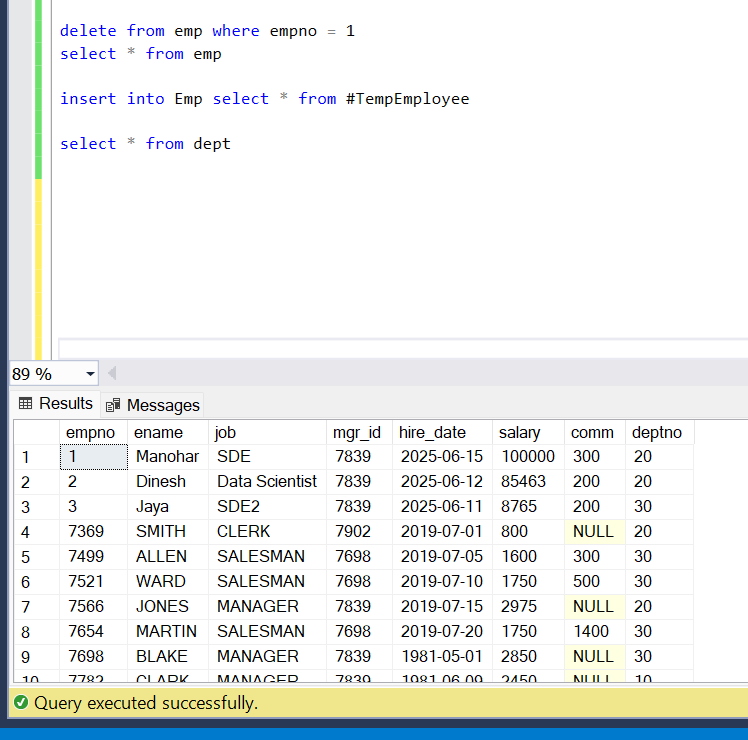 delete from emp where empno = 1
select * from emp
insert into Emp select * from #TempEmployee
select * from dept
89 %
Results Messages
empno ename job mgr_id hire_date salary comm deptno
1 1 Manohar SDE 7839 2025-06-15 100000 300 20
2 2 Dinesh Data Scientist 7839 2025-06-12 85463 200 20
3 3 Jaya SDE2 7839 2025-06-11 8765 200 30
4 7369 SMITH CLERK 7902 2019-07-01 800 NULL 20
5 7499 ALLEN SALESMAN 7698 2019-07-05 1600 300 30
6 7521 WARD SALESMAN 7698 2019-07-10 1750 500 30
7 7566 JONES MANAGER 7839 2019-07-15 2975 NULL 20
8 7654 MARTIN SALESMAN 7698 2019-07-20 1750 1400 30
9 7698 BLAKE MANAGER 7839 1981-05-01 2850 NULL 30
10 7782 CLARK MANAGER 7839 1981-06-09 2450 NULL 10
Query executed successfully.